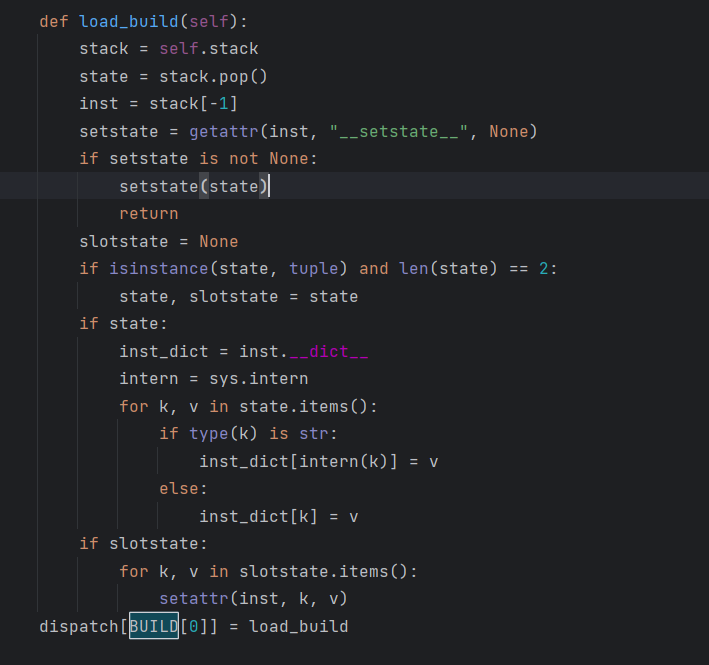 def load_build(self):
    stack = self.stack
    state = stack.pop()
    inst = stack[-1]
    setstate = getattr(inst, "__setstate__", None)
    if setstate is not None:
        setstate(state)
        return
    slotstate = None
    if isinstance(state, tuple) and len(state) == 2:
        state, slotstate = state
    if state:
        inst_dict = inst.__dict__
        intern = sys.intern
        for k, v in state.items():
            if type(k) is str:
                inst_dict[intern(k)] = v
            else:
                inst_dict[k] = v
    if slotstate:
        for k, v in slotstate.items():
            setattr(inst, k, v)
dispatch[BUILD[0]] = load_build